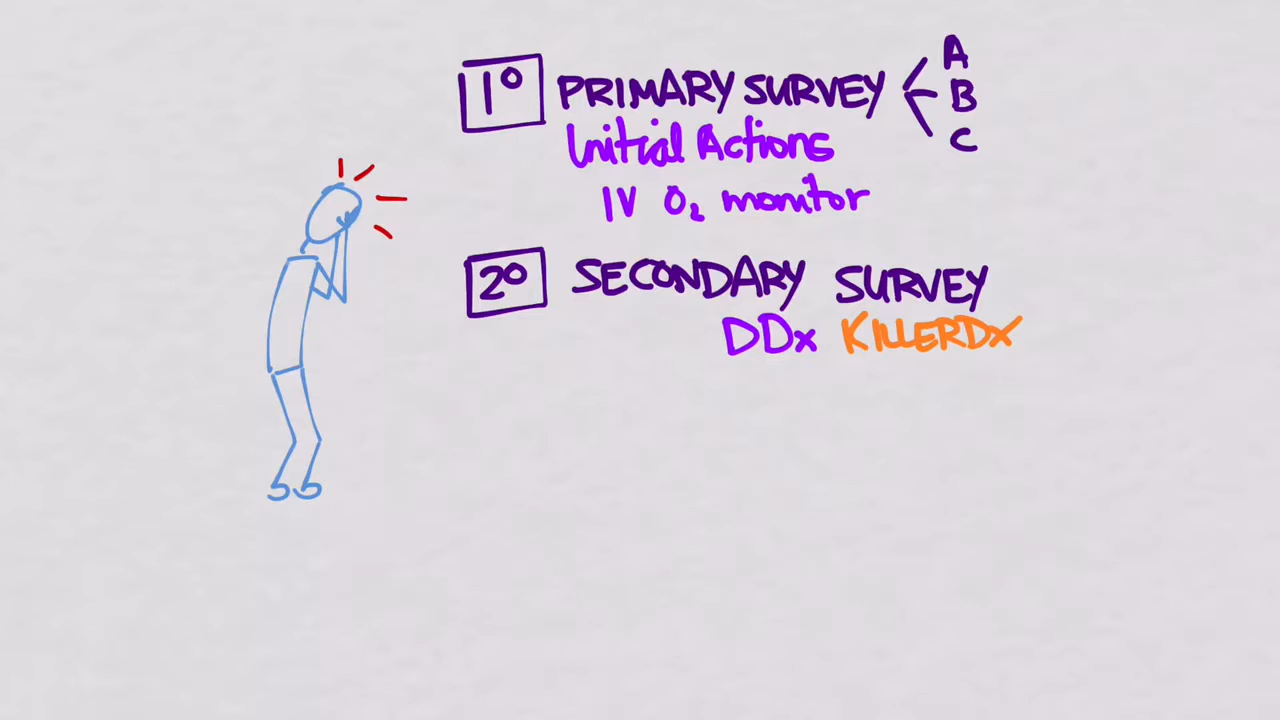 1° PRIMARY SURVEY
A
B
C
Initial Actions
IV O₂ monitor
2° SECONDARY SURVEY
DDx KILLERDx